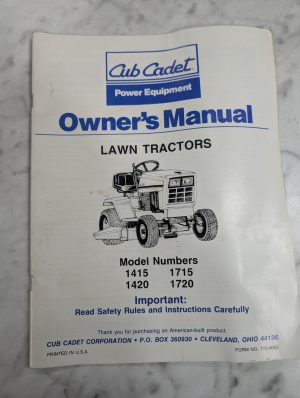 Cub Cadet
Power Equipment
Owner's Manual
LAWN TRACTORS
Model Numbers
1415 1715
1420 1720
Important:
Read Safety Rules and Instructions Carefully
Thank you for purchasing an American-built product.
CUB CADET CORPORATION • P.O. BOX 360930 • CLEVELAND, OHIO 44136
PRINTED IN U.S.A.
FORM NO.